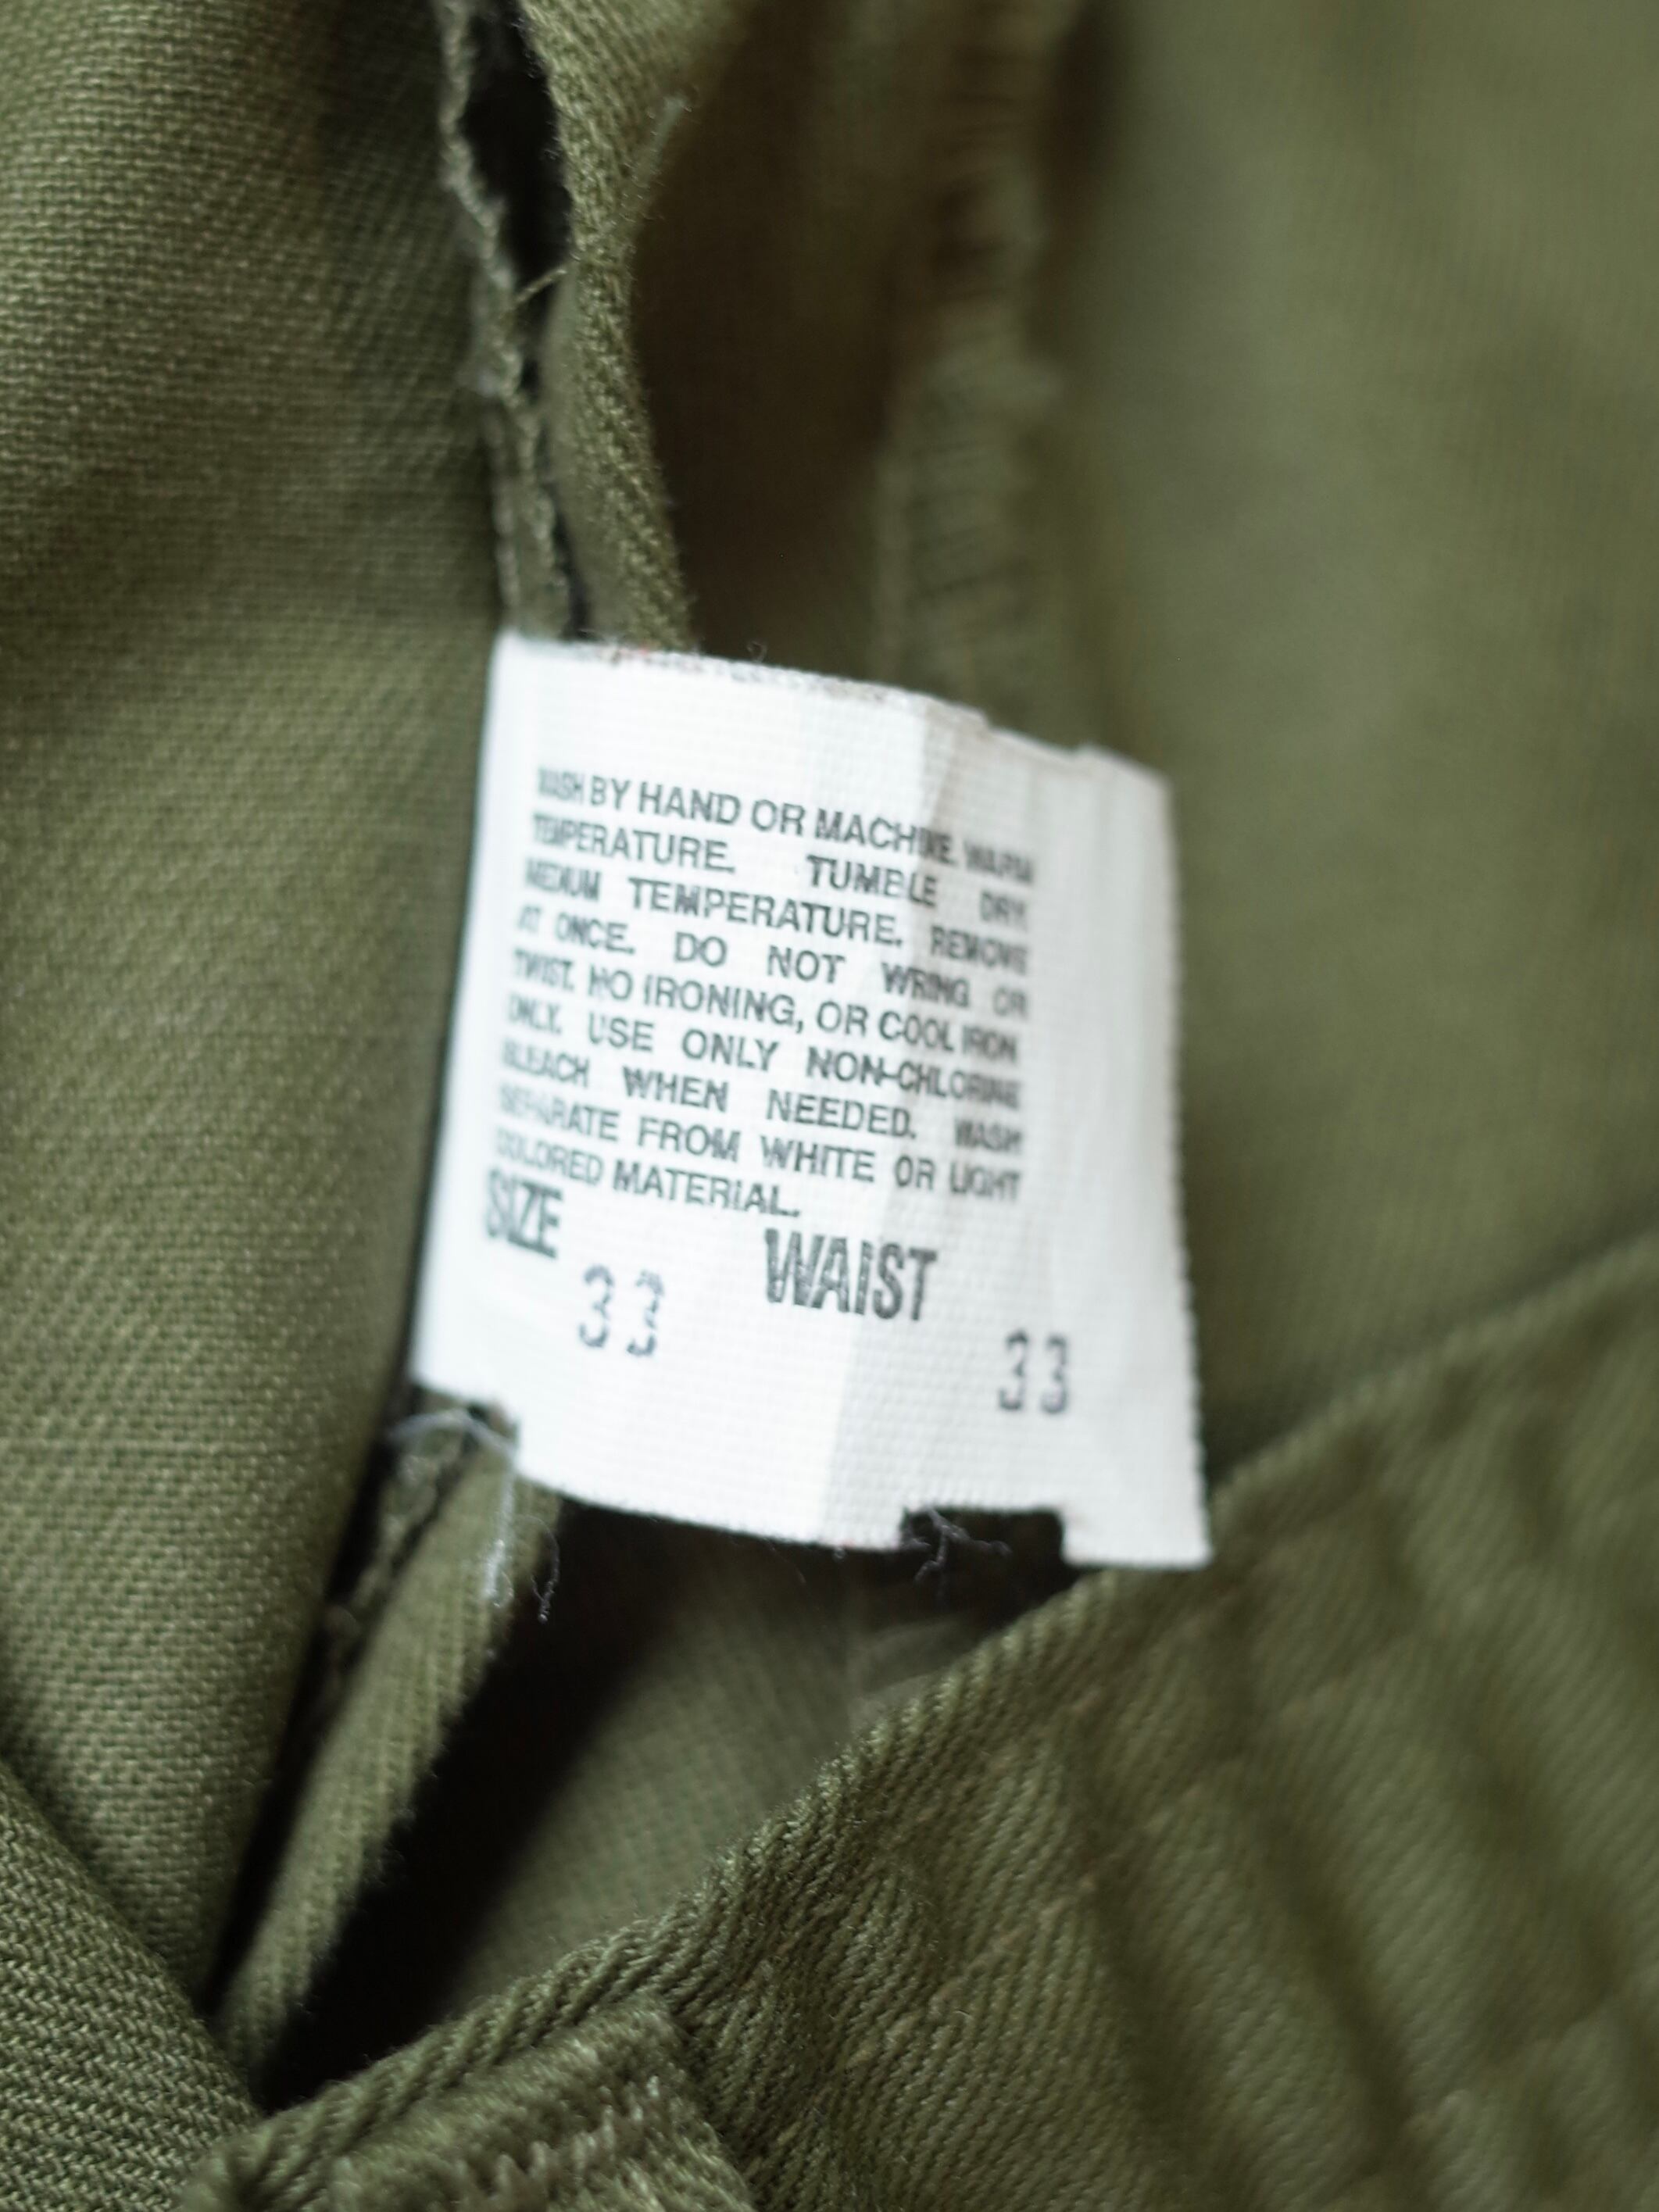 WASH BY HAND OR MACHINE. WARM
TEMPERATURE. TUMBLE DRY.
MEDIUM TEMPERATURE. REMOVE
AT ONCE. DO NOT WRING OR
TWIST. NO IRONING, OR COOL IRON
ONLY. USE ONLY NON-CHLORINE
BLEACH WHEN NEEDED. WASH
SEPARATE FROM WHITE OR LIGHT
COLORED MATERIAL.
SIZE WAIST
33 33